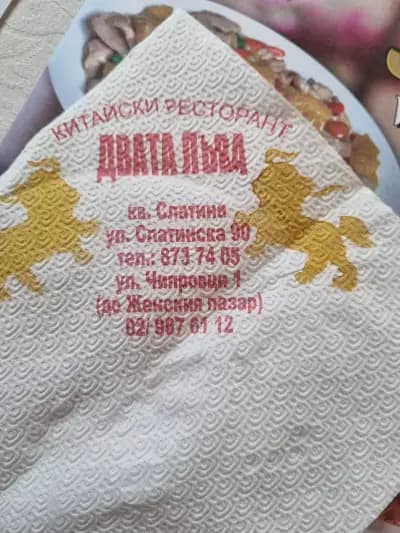 КИТАЙСКИ РЕСТОРАНТ
ДВАТА ЛЪВА
кв. Слатина
ул. Слатинска 90
тел.: 873 74 05
ул. Чипровци 1
(до Женския пазар)
02/ 987 61 12